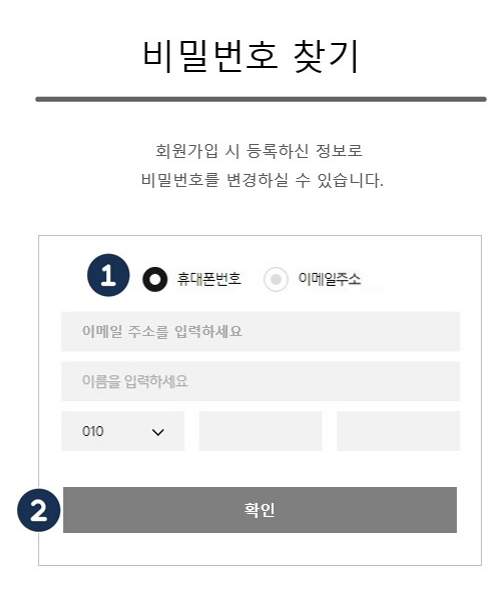 비밀번호 찾기
회원가입 시 등록하신 정보로
비밀번호를 변경하실 수 있습니다.
1 휴대폰번호 이메일주소
이메일 주소를 입력하세요
이름을 입력하세요
010
2 확인